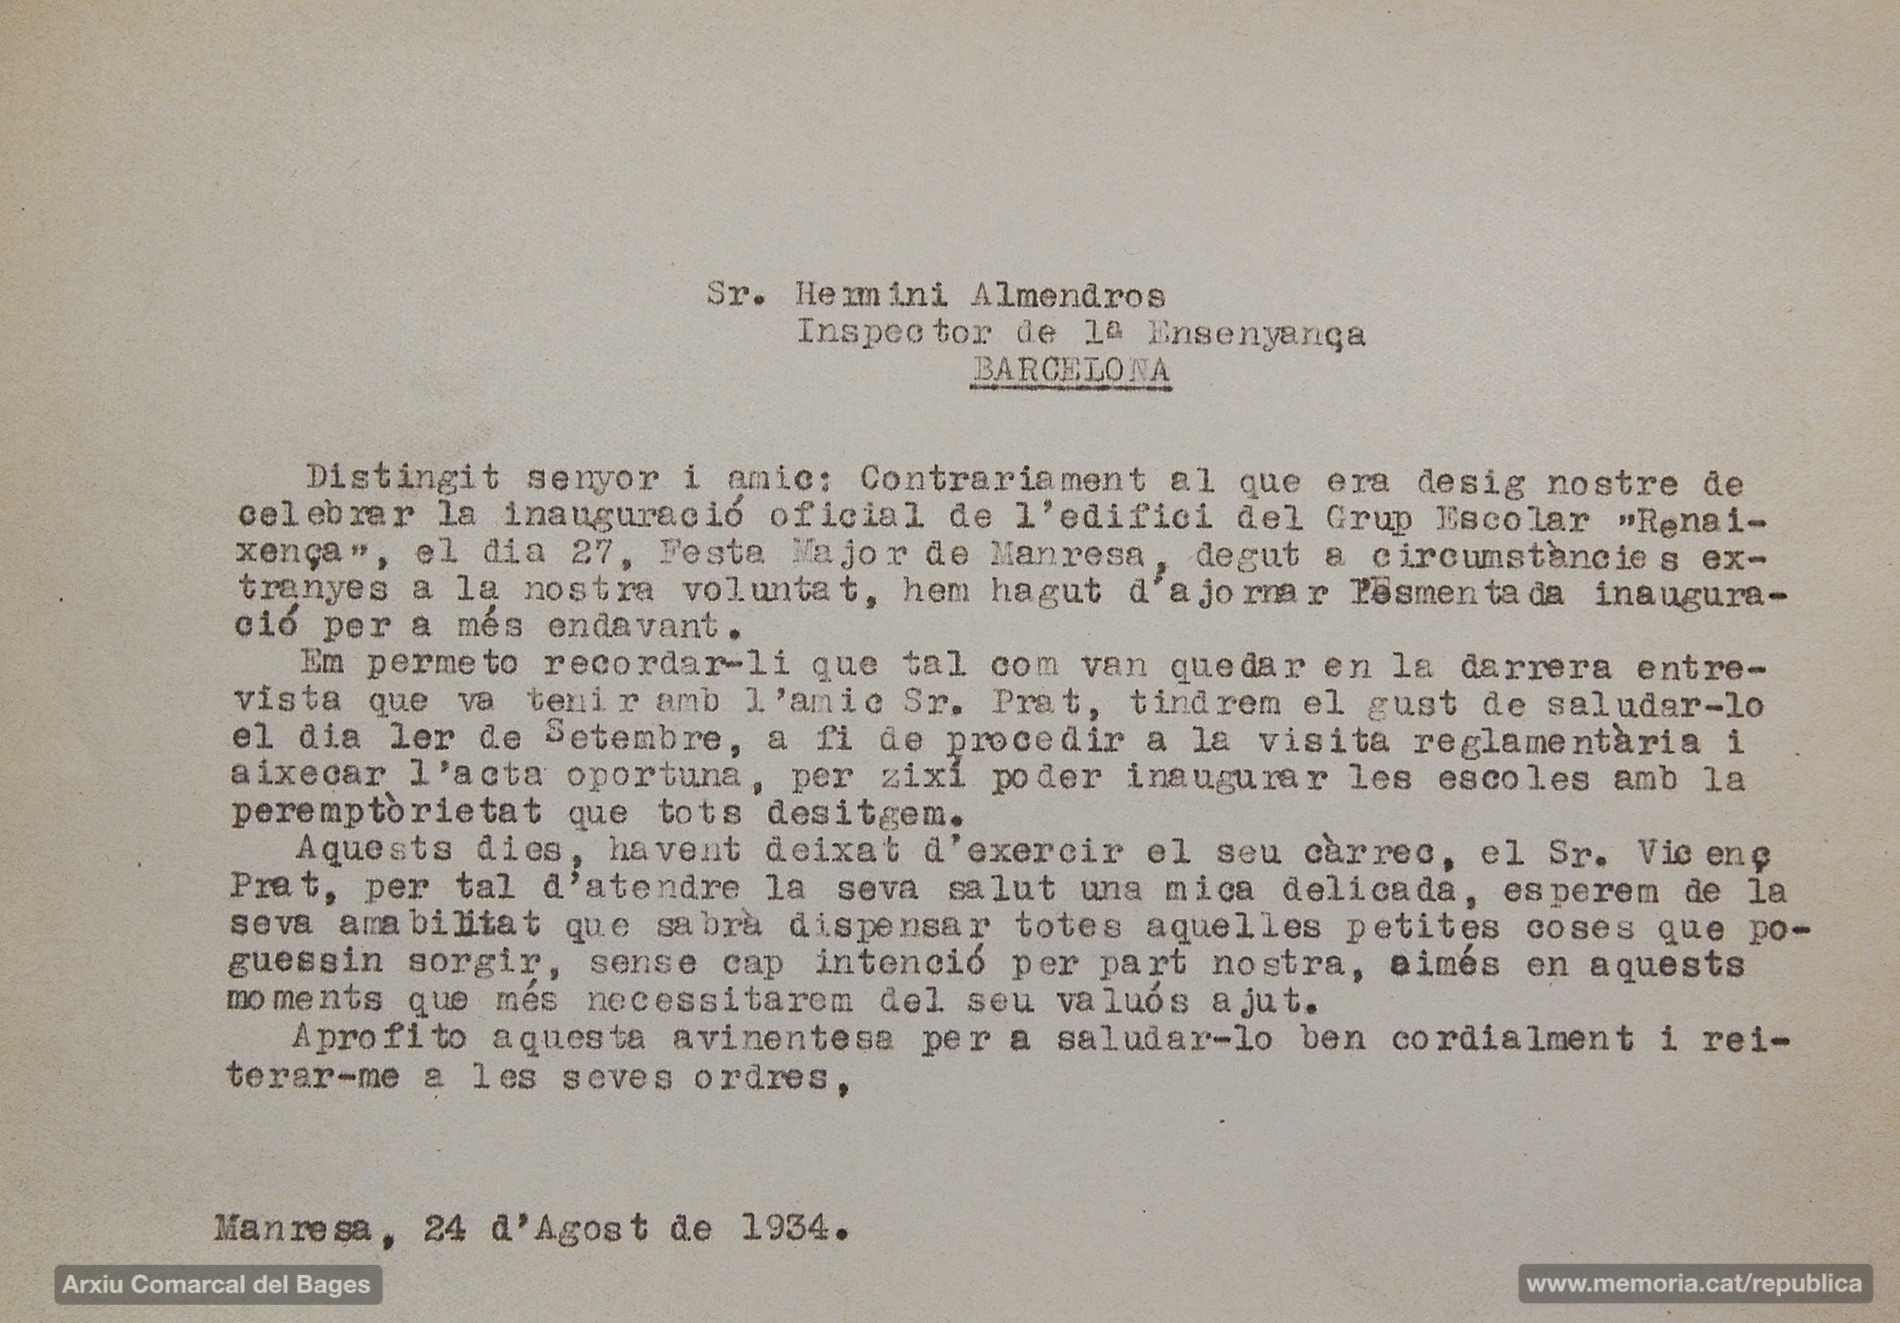 Sr. Hermini Almendros
Inspector de 1ª Ensenyança
BARCELONA
Distingit senyor i amic: Contrariament al que era desig nostre de
celebrar la inauguració oficial de l'edifici del Grup Escolar "Renai-
xença", el dia 27, Festa Major de Manresa, degut a circumstàncies ex-
tranyes a la nostra voluntat, hem hagut d'ajornar l'esmentada inaugura-
ció per a més endavant.
Em permeto recordar-li que tal com van quedar en la darrera entre-
vista que va tenir amb l'amic Sr. Prat, tindrem el gust de saludar-lo
el dia 1er de Setembre, a fi de procedir a la visita reglamentària i
aixecar l'acta oportuna, per zixí poder inaugurar les escoles amb la
peremptòrietat que tots desitgem.
Aquests dies, havent deixat d'exercir el seu càrrec, el Sr. Vicenç
Prat, per tal d'atendre la seva salut una mica delicada, esperem de la
seva amabilitat que sabrà dispensar totes aquelles petites coses que po-
guessin sorgir, sense cap intenció per part nostra, aimés en aquests
moments que més necessitarem del seu valuós ajut.
Aprofito aquesta avinentesa per a saludar-lo ben cordialment i rei-
terar-me a les seves ordres,
Manresa, 24 d'Agost de 1934.
Arxiu Comarcal del Bages
www.memoria.cat/republica